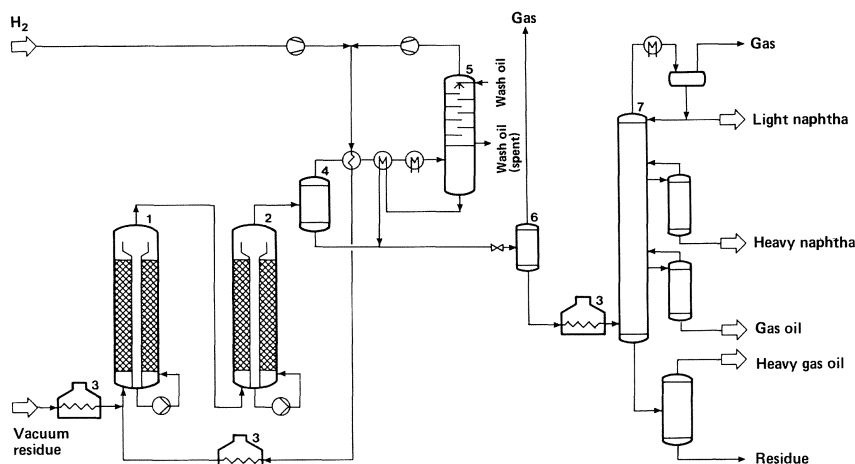 H2
Gas
Gas
5
Wash oil
7
Light naphtha
Wash oil
(spent)
4
6
1
2
Heavy naphtha
3
Gas oil
3
Heavy gas oil
Vacuum
residue
3
Residue